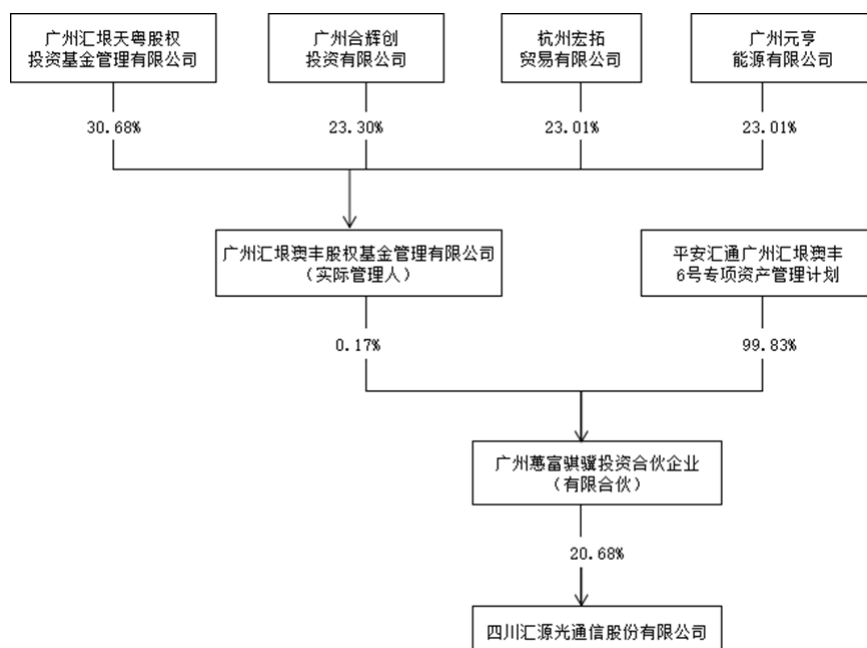 广州汇垠天粤股权
投资基金管理有限公司
广州合辉创
投资有限公司
杭州宏拓
贸易有限公司
广州元亨
能源有限公司
30.68%
23.30%
23.01%
23.01%
广州汇垠澳丰股权基金管理有限公司
（实际管理人）
平安汇通广州汇垠澳丰
6号专项资产管理计划
0.17%
99.83%
广州蕙富骐骥投资合伙企业
（有限合伙）
20.68%
四川汇源光通信股份有限公司